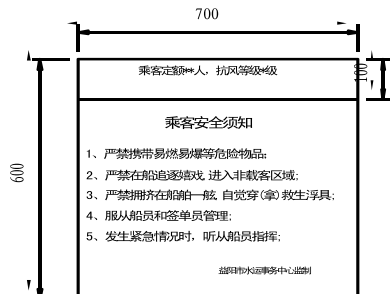 700
乘客定额**人，抗风等级*级
100
乘客安全须知
1、严禁携带易燃易爆等危险物品;
2、严禁在船追逐嬉戏,进入非载客区域;
3、严禁拥挤在船舶一舷,自觉穿(拿)救生浮具;
4、服从船员和签单员管理;
5、发生紧急情况时，听从船员指挥;
600
益阳市水运事务中心监制